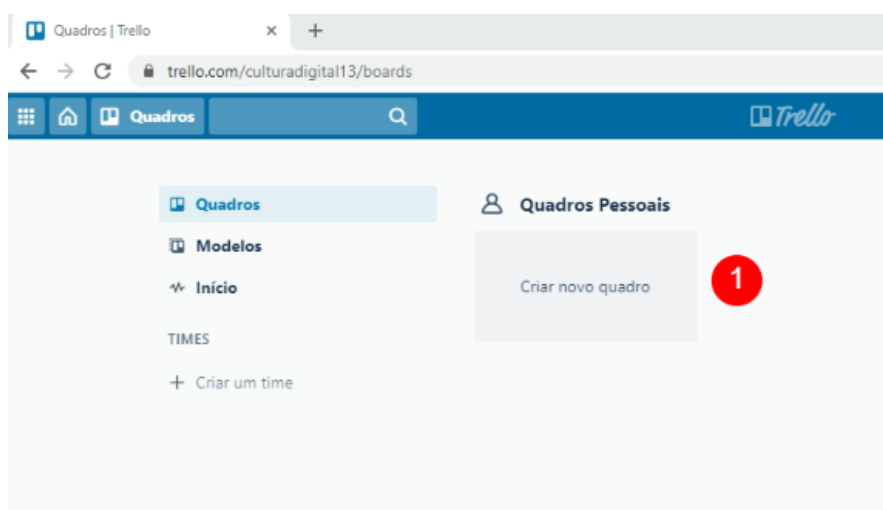 Quadros | Trello
trello.com/culturadigital13/boards
Quadros
Trello
Quadros
Modelos
Início
TIMES
+ Criar um time
Quadros Pessoais
Criar novo quadro
1